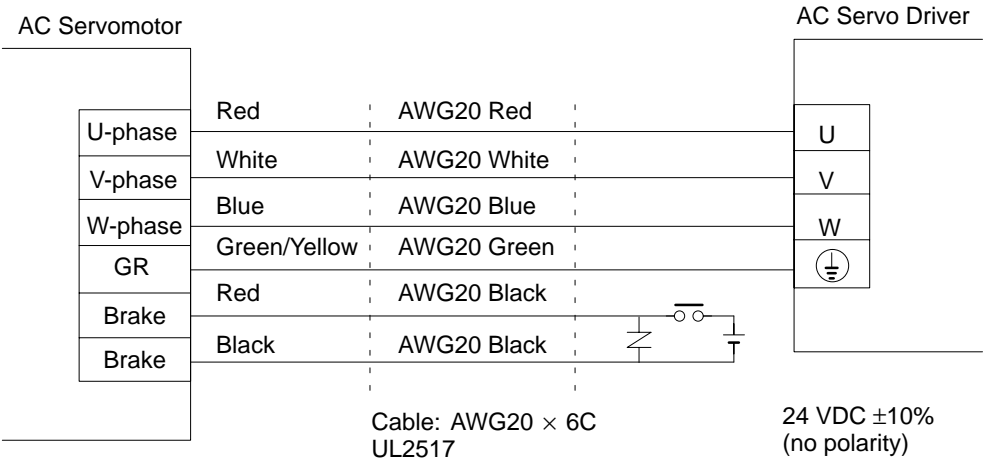 AC Servomotor
AC Servo Driver
U-phase
Red
AWG20 Red
U
V-phase
White
AWG20 White
V
W-phase
Blue
AWG20 Blue
W
GR
Green/Yellow
AWG20 Green
Brake
Red
AWG20 Black
Brake
Black
AWG20 Black
Cable: AWG20 × 6C
UL2517
24 VDC ±10%
(no polarity)